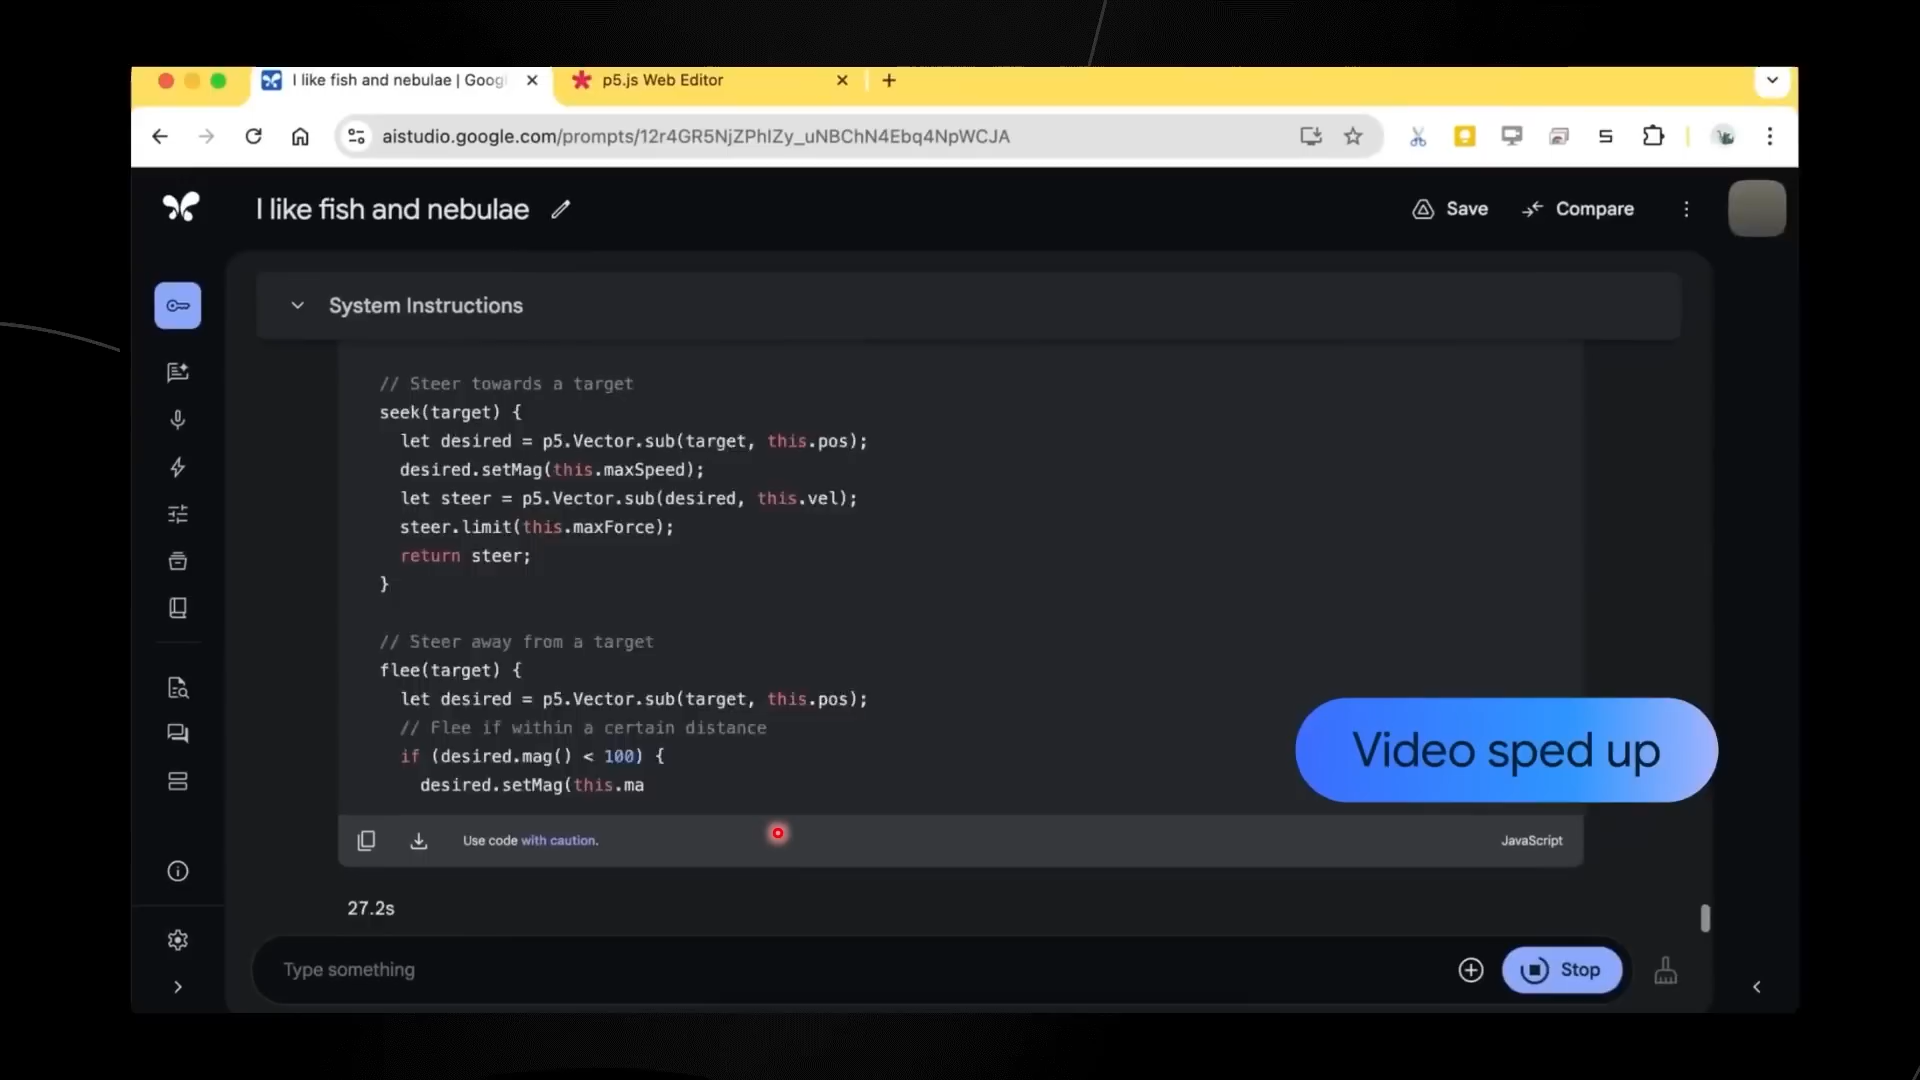 I like fish and nebulae | Googl
p5.js Web Editor
aistudio.google.com/prompts/12r4GR5NjZPhIZy_uNBChN4Ebq4NpWCJA
I like fish and nebulae
Save
Compare
System Instructions
// Steer towards a target
seek(target) {
let desired = p5.Vector.sub(target, this.pos);
desired.setMag(this.maxSpeed);
let steer = p5.Vector.sub(desired, this.vel);
steer.limit(this.maxForce);
return steer;
}
// Steer away from a target
flee(target) {
let desired = p5.Vector.sub(target, this.pos);
// Flee if within a certain distance
if (desired.mag() < 100) {
desired.setMag(this.ma
Video sped up
Use code with caution.
JavaScript
27.2s
Type something
Stop